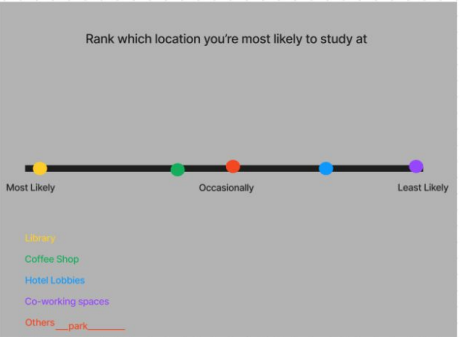 Rank which location you're most likely to study at
Most Likely Occasionally Least Likely
Library
Coffee Shop
Hotel Lobbies
Co-working spaces
Others __park______